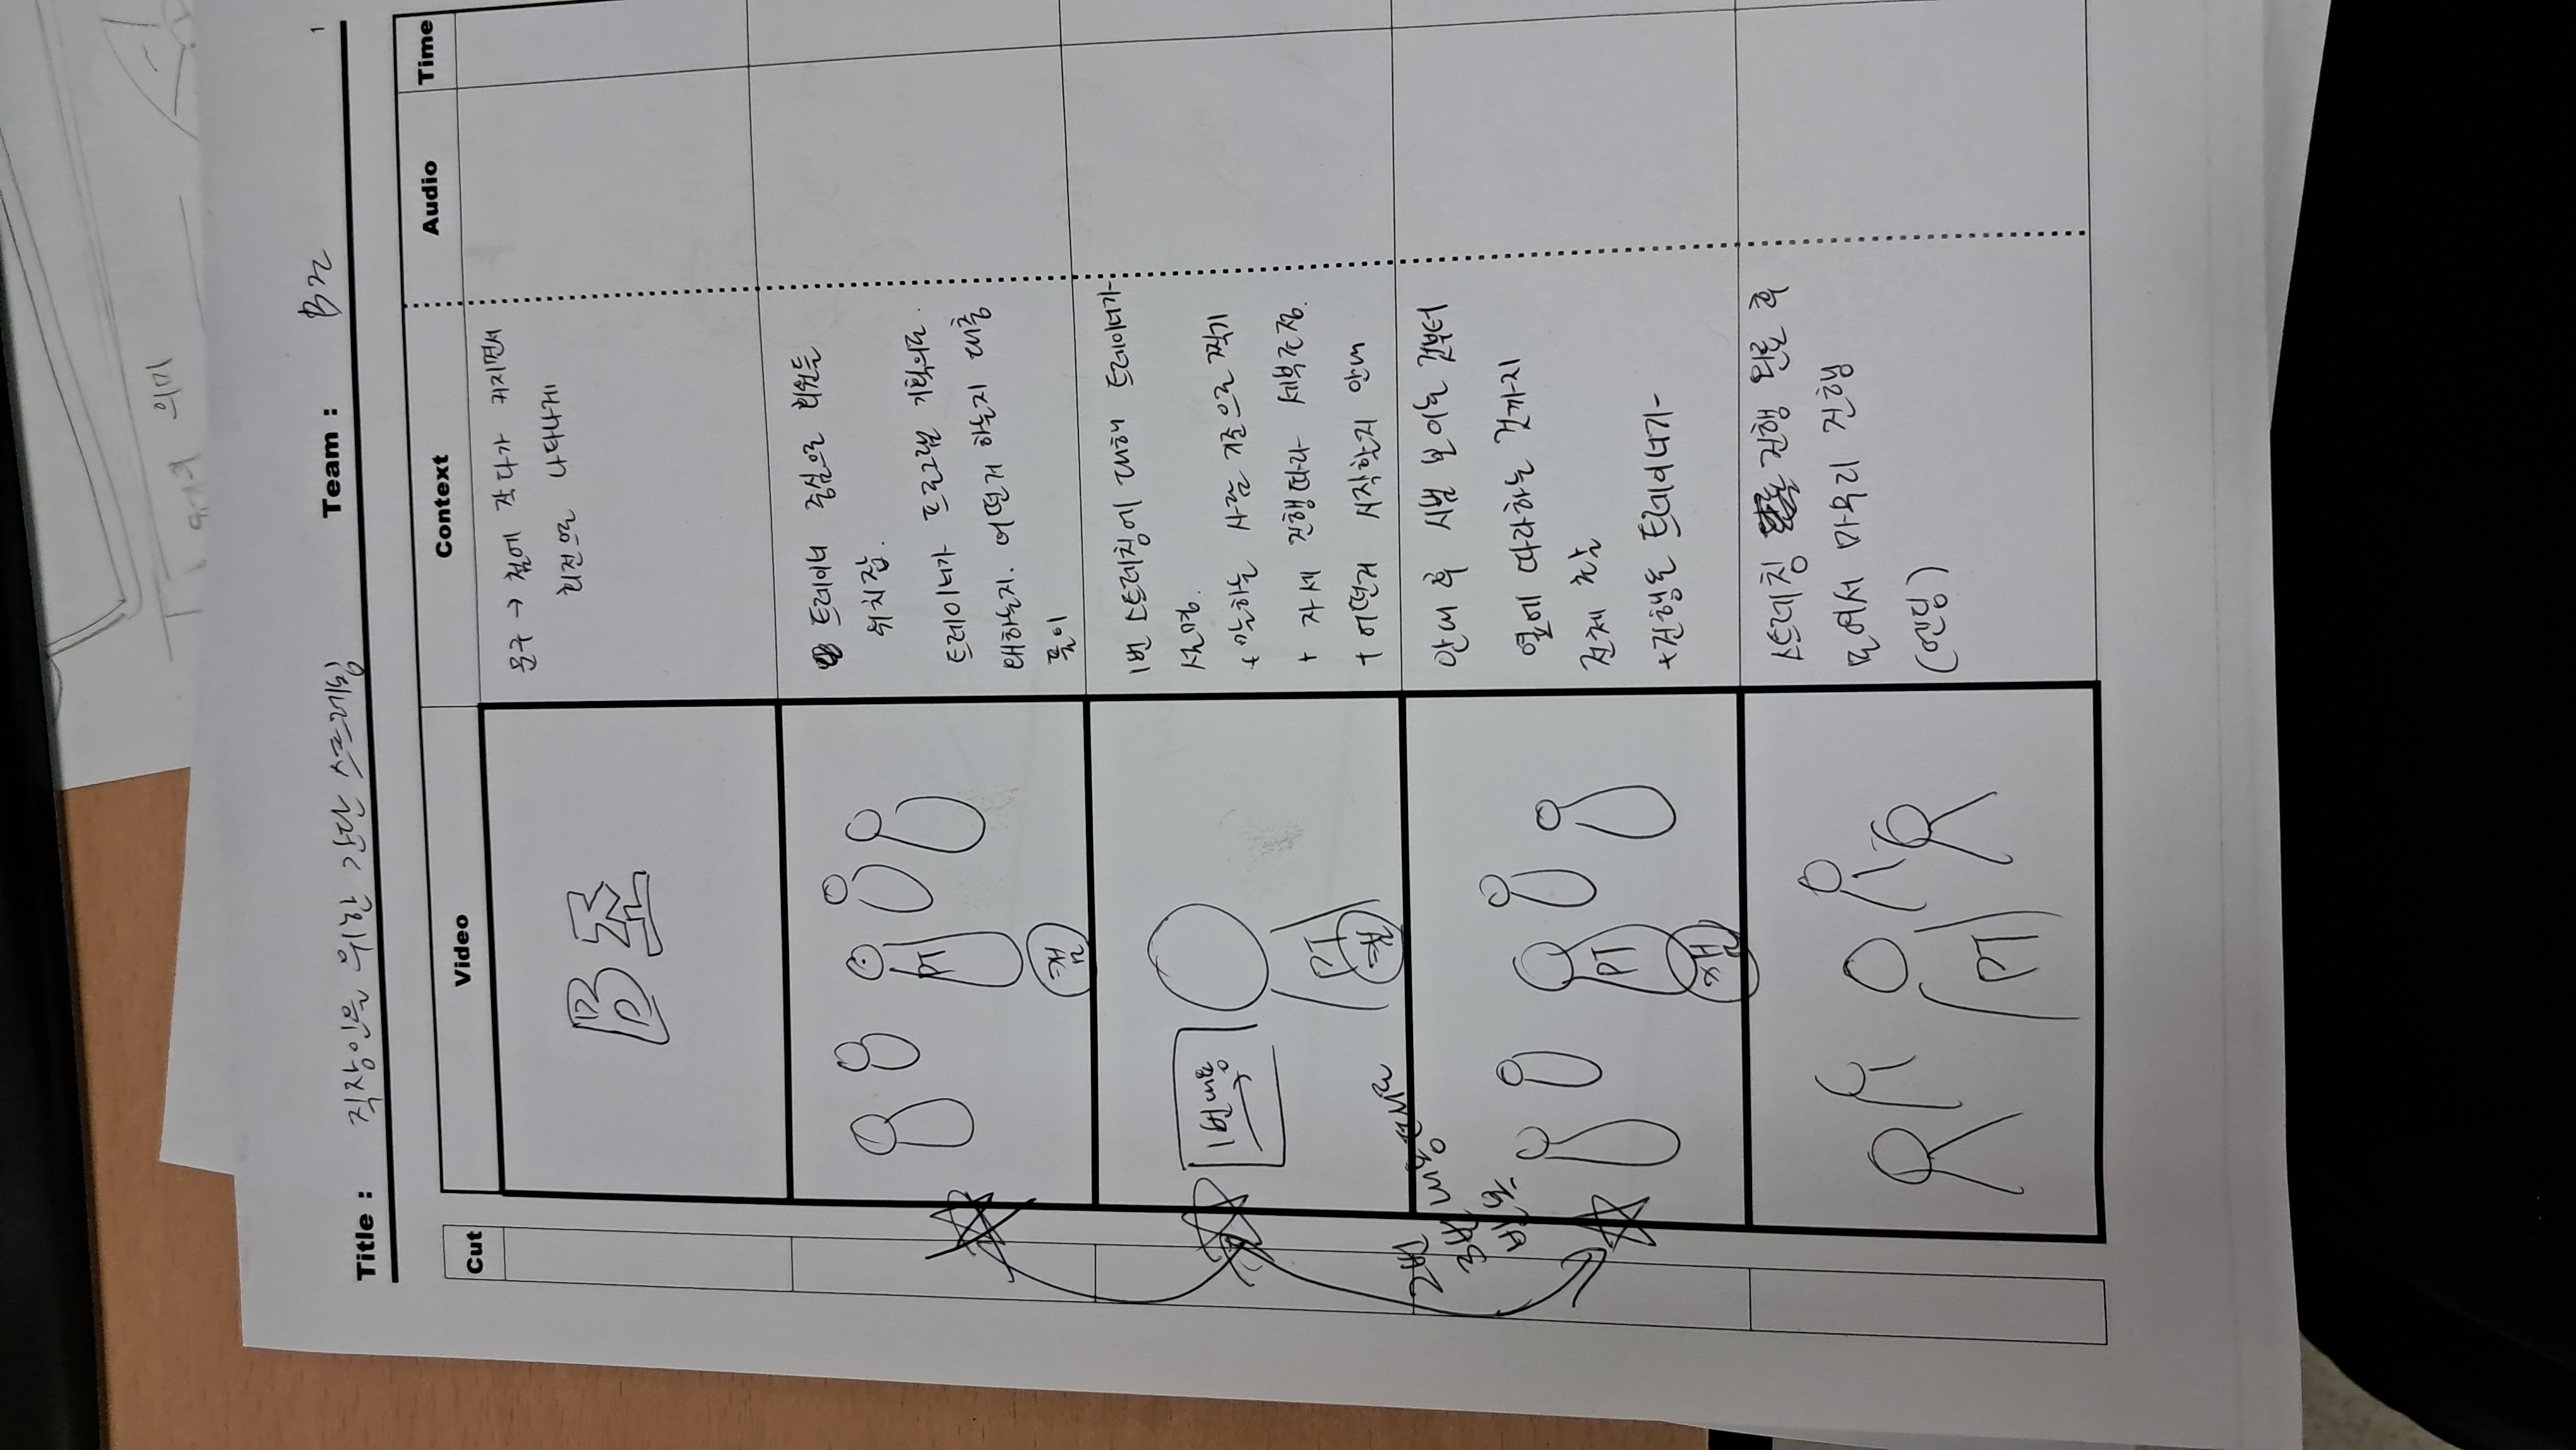 의미
Title : 직장인을 위한 간단 스트레칭
Team : B조
1
Cut
Video
Context
Audio
Time
B조
문구 → 첨에 작다가 커지면서
회전으로 나타나게
PT
캠
트레이너 중심으로 회원들
위치잡.
트레이너가 프로그램 기획의도.
왜하는지. 어떤거 하는지 대충
풀이
1번내용
PT
캠
1번 스트레칭에 대해 트레이너가
설명.
+ 말하는 사람 기준으로 찍기
+ 자세 진행따라 세부조정.
+ 어떤거 시작할지 안내
2번
3번 내용으로
반복
PT
캠
안내 후 시범 보이는 것부터
옆에 따라하는 것까지
전체 촬
+진행도 트레이너가
PT
스트레칭 진행 완료 후
모여서 마무리 진행
(엔딩)